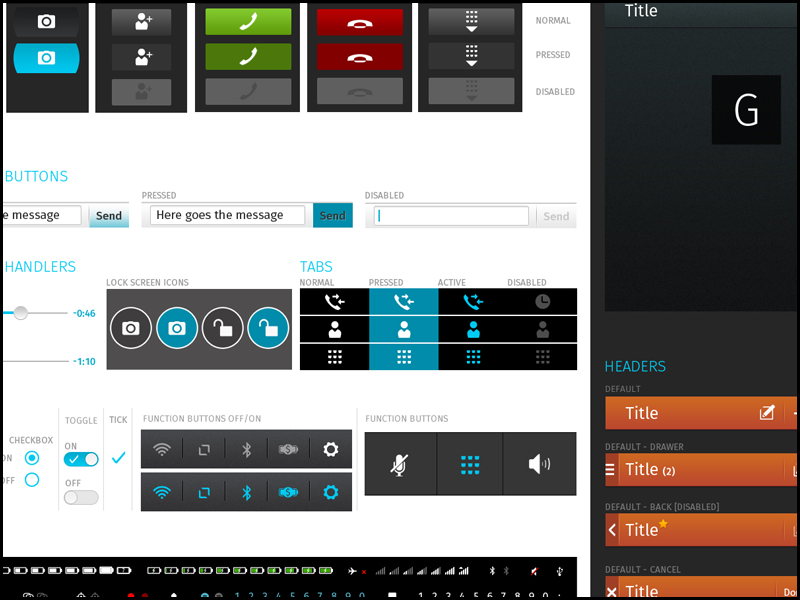 NORMAL
PRESSED
DISABLED
BUTTONS
PRESSED
DISABLED
e message
Send
Here goes the message
Send
Send
HANDLERS
LOCK SCREEN ICONS
-0:46
-1:10
TABS
NORMAL
PRESSED
ACTIVE
DISABLED
CHECKBOX
ON
OFF
TOGGLE
ON
OFF
TICK
FUNCTION BUTTONS OFF/ON
FUNCTION BUTTONS
1 2 3 4 5 6 7 8 9 0
1 2 3 4 5 6 7 8 9 0 :
Title
G
HEADERS
DEFAULT
Title
DEFAULT - DRAWER
Title (2)
DEFAULT - BACK [DISABLED]
Title
DEFAULT - CANCEL
Title